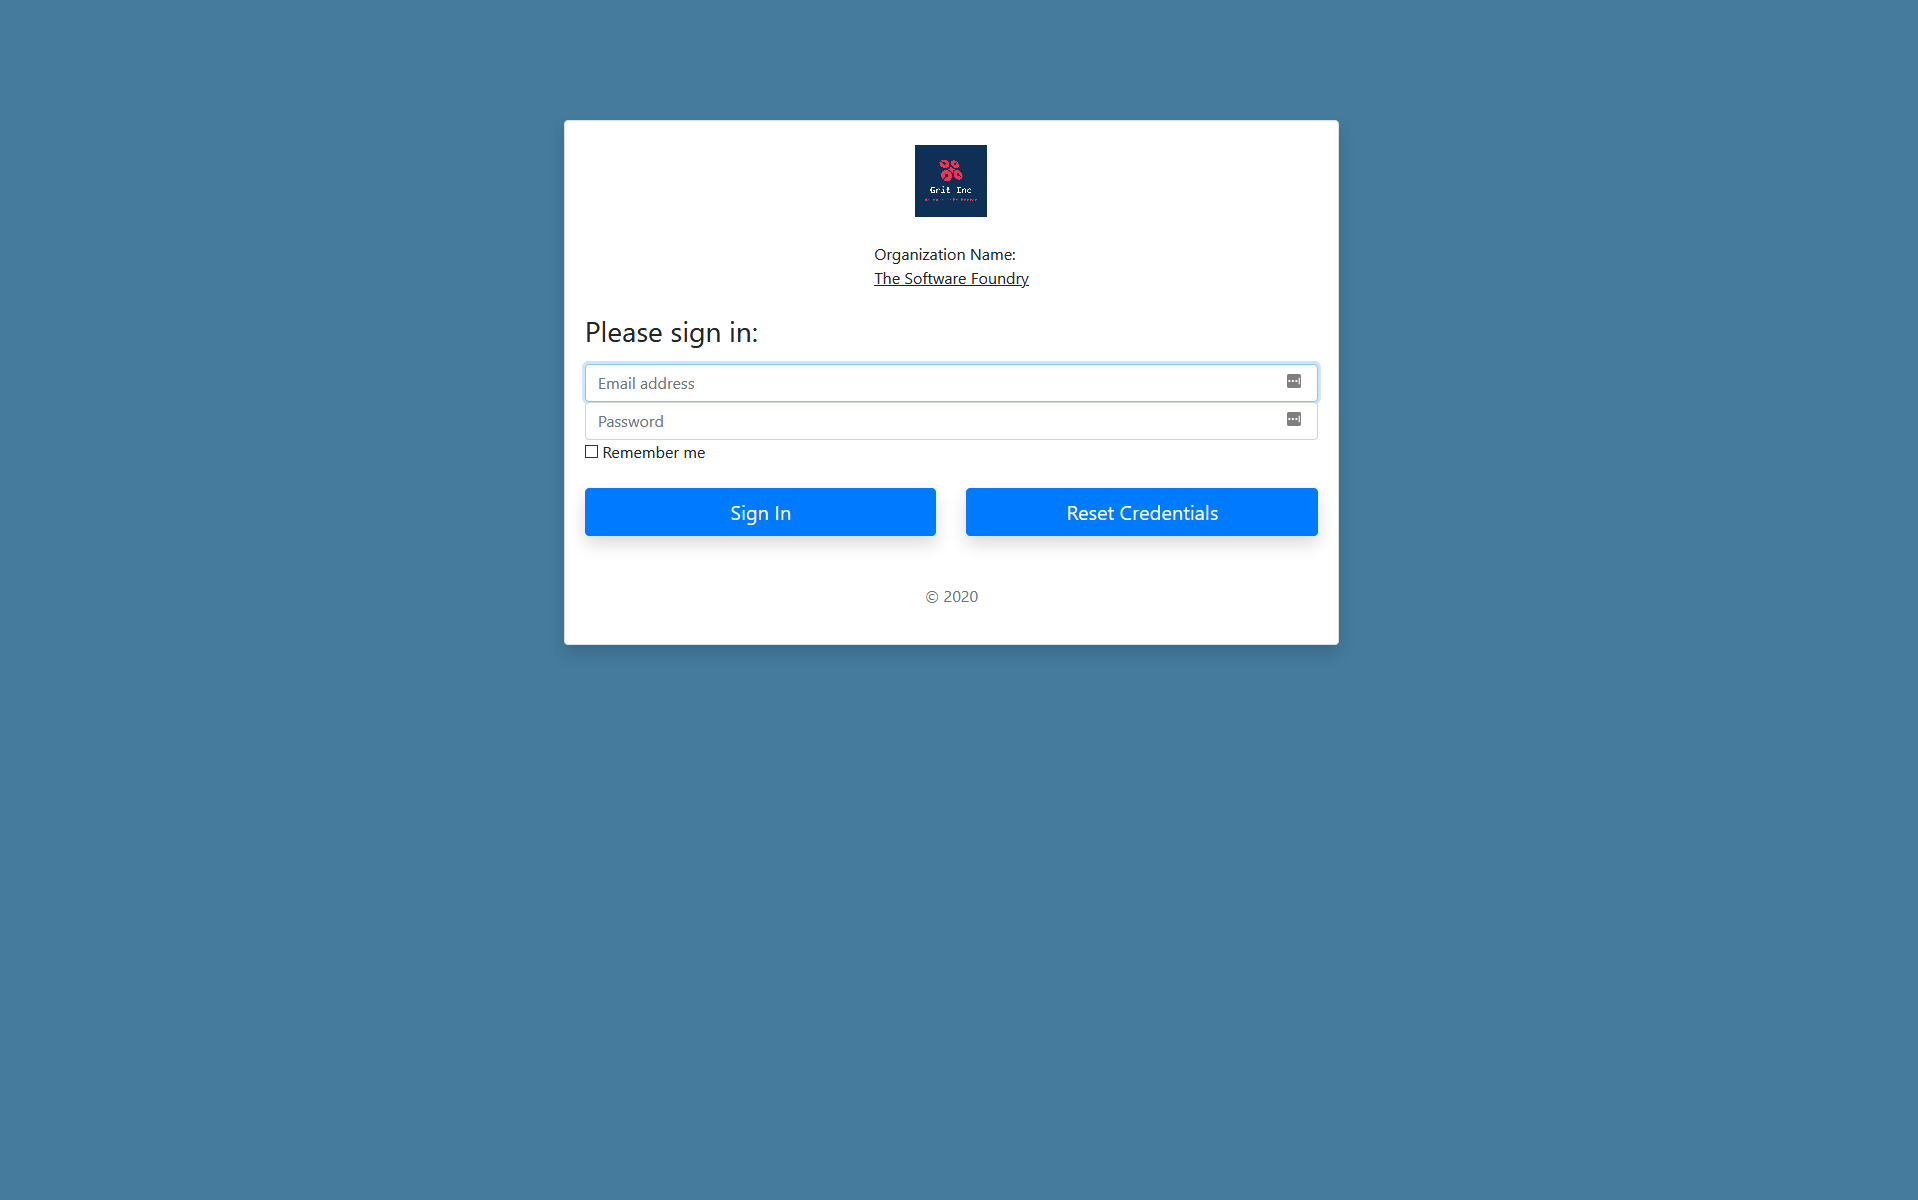 Grit Inc
Organization Name:
The Software Foundry
Please sign in:
Email address
Password
Remember me
Sign In
Reset Credentials
© 2020